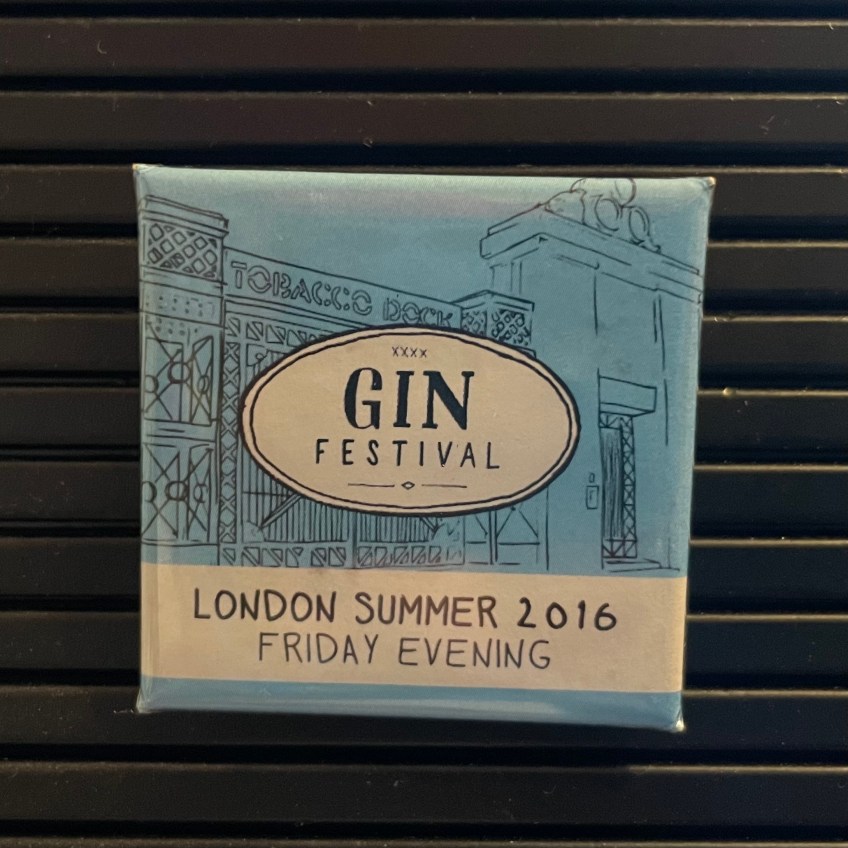 TOBACCO DOCK
XXXX
GIN
FESTIVAL
LONDON SUMMER 2016
FRIDAY EVENING